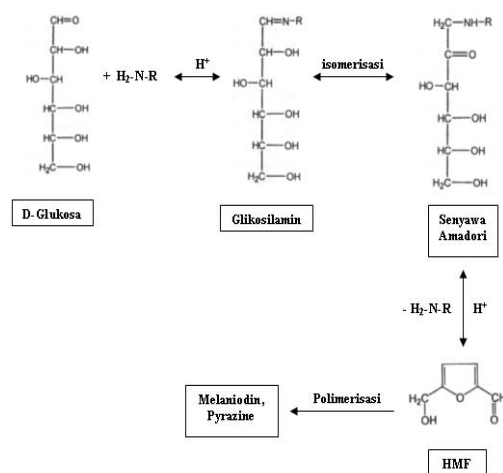 CH=O
CH—OH
HO—CH
HC—OH
HC—OH
H₂C—OH
D-Glukosa
+ H₂-N-R
H⁺
CH=N—R
CH—OH
HO—CH
HC—OH
HC—OH
H₂C—OH
Glikosilamin
isomerisasi
CH₂—NH—R
C=O
HO—CH
HC—OH
HC—OH
H₂C—OH
Senyawa
Amadori
- H₂-N-R
H⁺
H₂C
OH
O
CH
O
HMF
Polimerisasi
Melaniodin,
Pyrazine